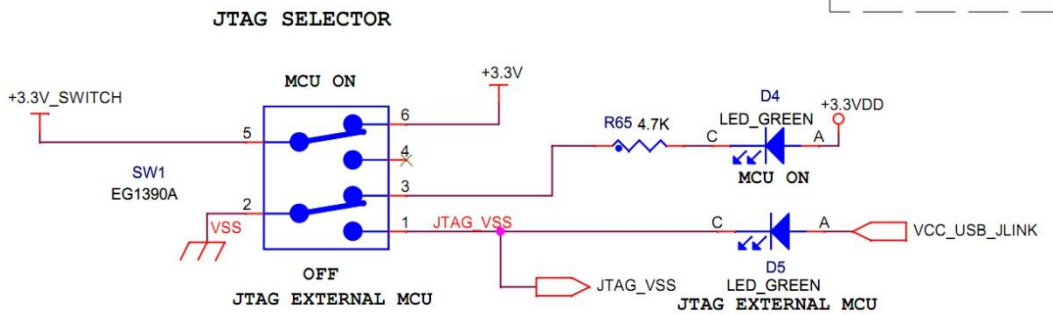 JTAG SELECTOR
MCU ON
+3.3V
+3.3V_SWITCH
5
6
4
3
2
1
SW1
EG1390A
VSS
R65 4.7K
D4
LED_GREEN
+3.3VDD
C
A
MCU ON
JTAG_VSS
C
A
VCC_USB_JLINK
D5
LED_GREEN
JTAG EXTERNAL MCU
JTAG_VSS
OFF
JTAG EXTERNAL MCU